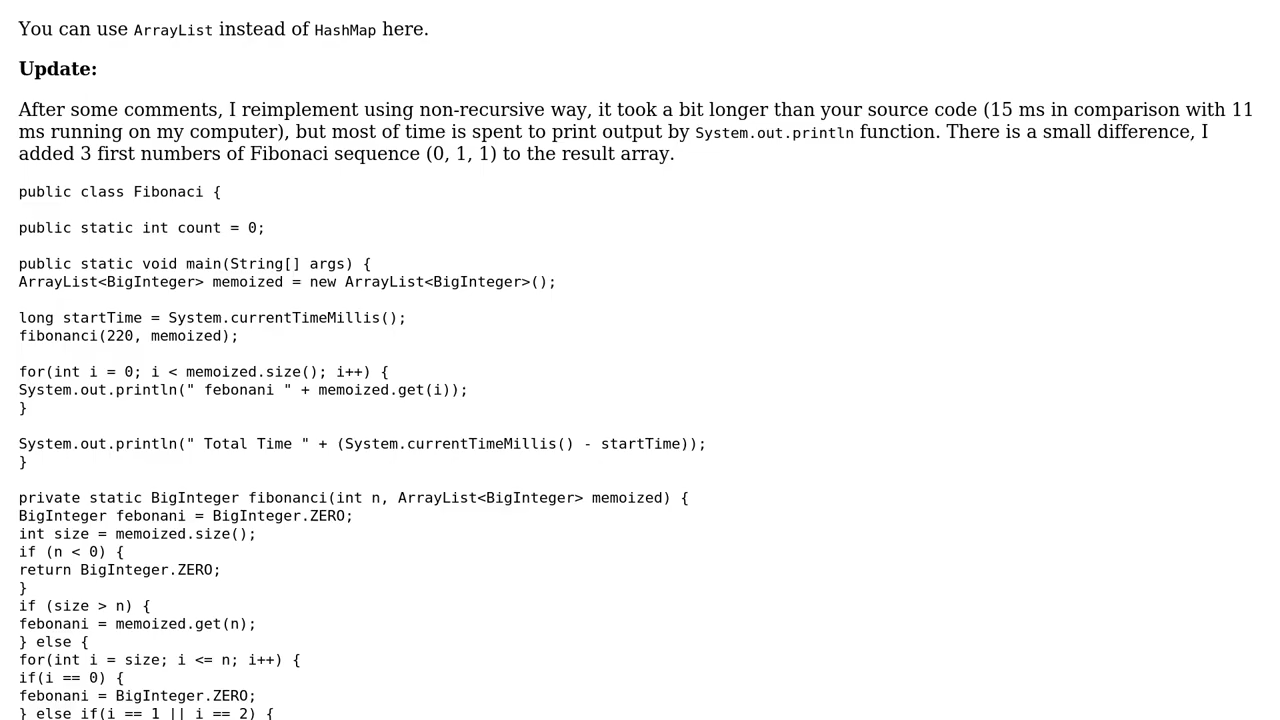 You can use ArrayList instead of HashMap here.
Update:
After some comments, I reimplement using non-recursive way, it took a bit longer than your source code (15 ms in comparison with 11
ms running on my computer), but most of time is spent to print output by System.out.println function. There is a small difference, I
added 3 first numbers of Fibonaci sequence (0, 1, 1) to the result array.
public class Fibonaci {
public static int count = 0;
public static void main(String[] args) {
ArrayList<BigInteger> memoized = new ArrayList<BigInteger>();
long startTime = System.currentTimeMillis();
fibonanci(220, memoized);
for(int i = 0; i < memoized.size(); i++) {
System.out.println(" febonani " + memoized.get(i));
}
System.out.println(" Total Time " + (System.currentTimeMillis() - startTime));
}
private static BigInteger fibonanci(int n, ArrayList<BigInteger> memoized) {
BigInteger febonani = BigInteger.ZERO;
int size = memoized.size();
if (n < 0) {
return BigInteger.ZERO;
}
if (size > n) {
febonani = memoized.get(n);
} else {
for(int i = size; i <= n; i++) {
if(i == 0) {
febonani = BigInteger.ZERO;
} else if(i == 1 || i == 2) {